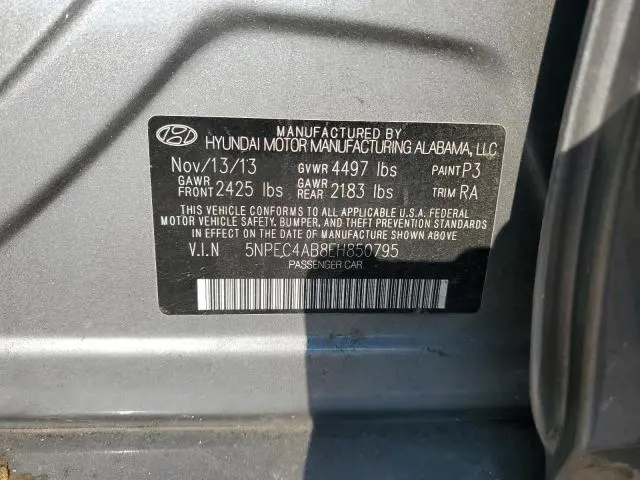 MANUFACTURED BY
HYUNDAI MOTOR MANUFACTURING ALABAMA, LLC
Nov/13/13 GVWR 4497 lbs PAINT P3
GAWR FRONT 2425 lbs GAWR REAR 2183 lbs TRIM RA
THIS VEHICLE CONFORMS TO ALL APPLICABLE U.S.A. FEDERAL
MOTOR VEHICLE SAFETY, BUMPER, AND THEFT PREVENTION STANDARDS
IN EFFECT ON THE DATE OF MANUFACTURE SHOWN ABOVE.
V.I.N 5NPEC4AB8EH850795
PASSENGER CAR